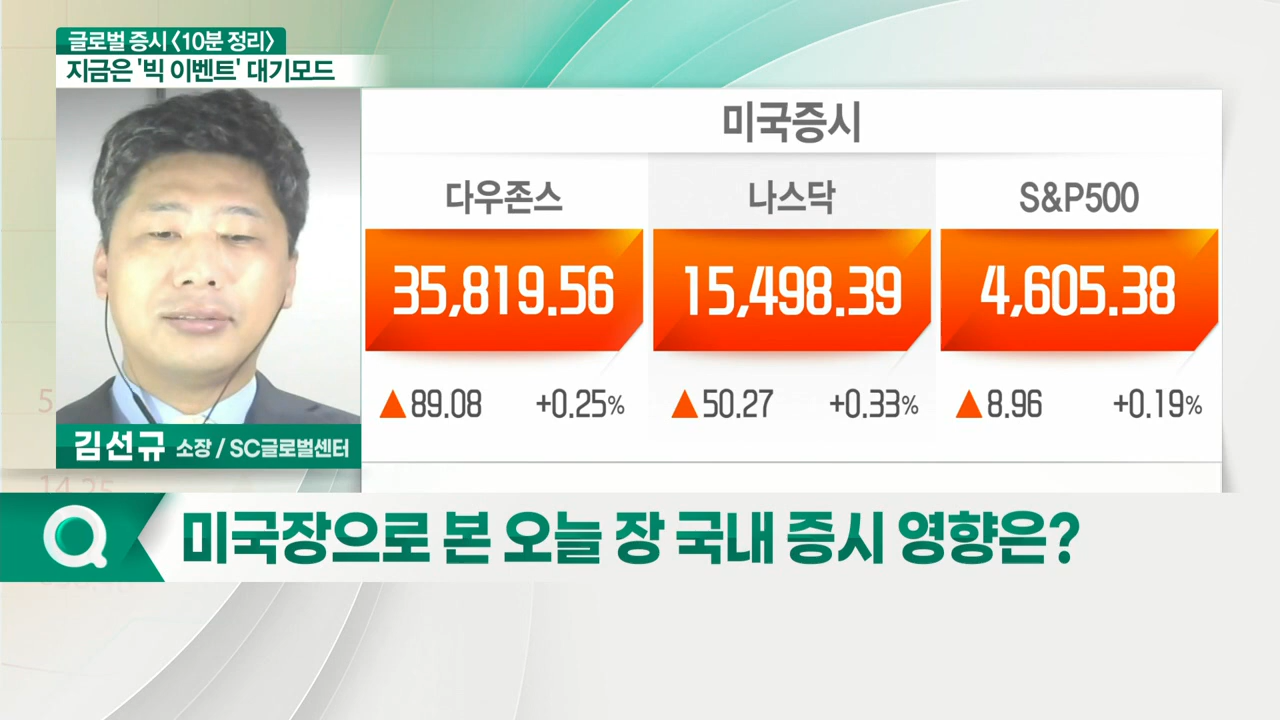 글로벌 증시 <10분 정리>
지금은 '빅 이벤트' 대기모드
미국증시
다우존스 나스닥 S&P500
35,819.56 15,498.39 4,605.38
▲89.08 +0.25% ▲50.27 +0.33% ▲8.96 +0.19%
김선규 소장 / SC글로벌센터
미국장으로 본 오늘 장 국내 증시 영향은?